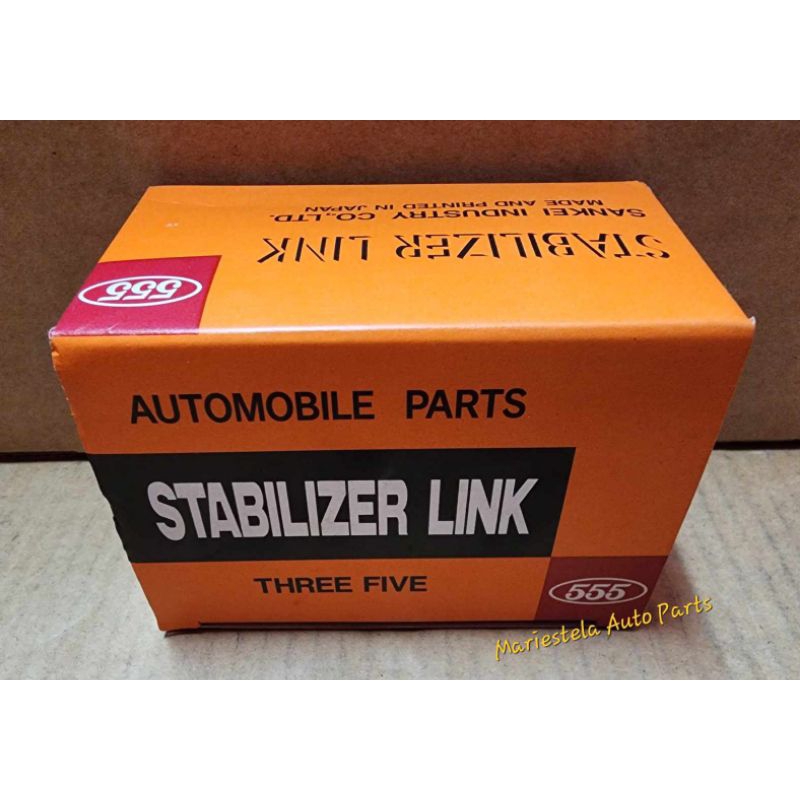 STABILIZER LINK
SANKEI INDUSTRY CO.,LTD.
MADE AND PRINTED IN JAPAN
555
AUTOMOBILE PARTS
STABILIZER LINK
THREE FIVE
555
Mariestela Auto Parts